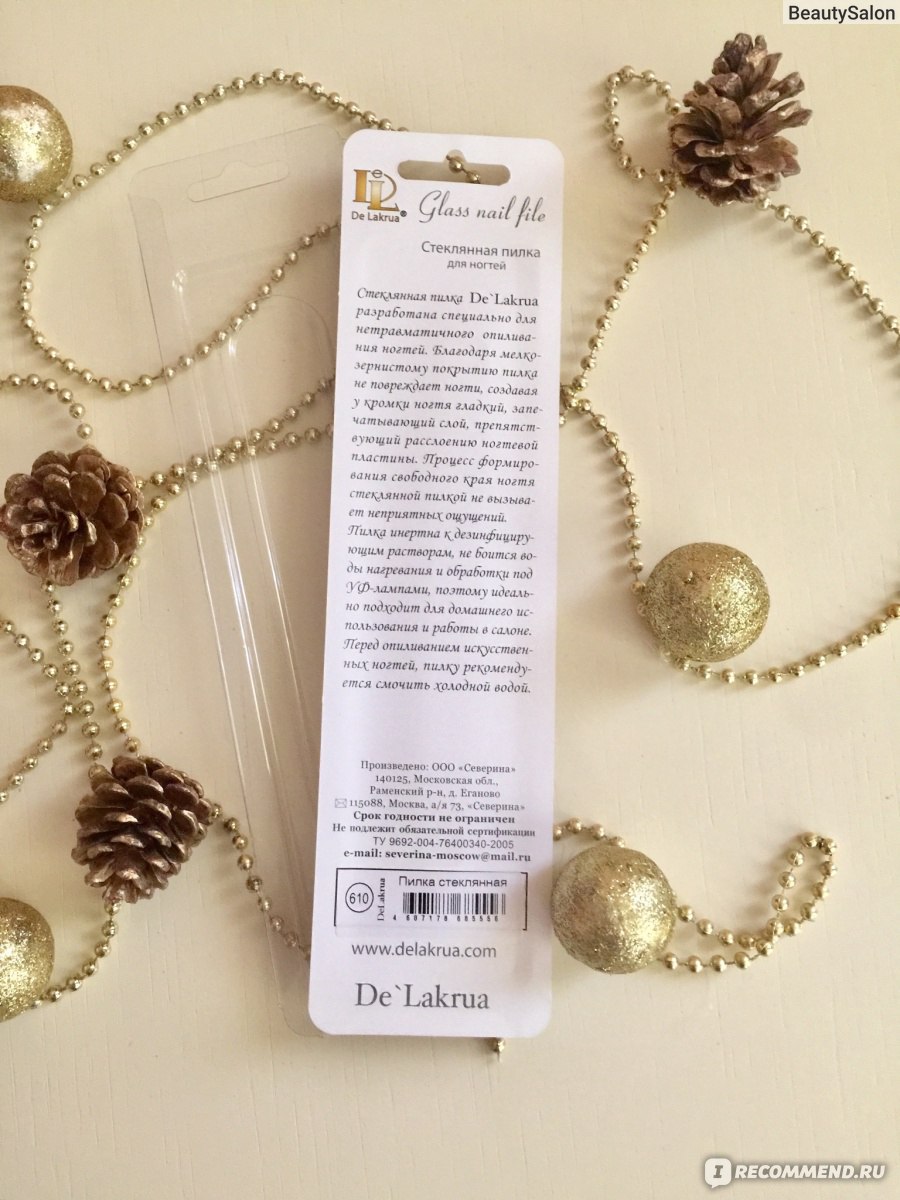 BeautySalon
De Lakrua®
Glass nail file
Стеклянная пилка
для ногтей
Стеклянная пилка De`Lakrua
разработана специально для
нетравматичного опилива-
ния ногтей. Благодаря мелко-
зернистому покрытию пилка
не повреждает ногти, создавая
у кромки ногтя гладкий, запе-
чатывающий слой, препятст-
вующий расслоению ногтевой
пластины. Процесс формиро-
вания свободного края ногтя
стеклянной пилкой не вызыва-
ет неприятных ощущений.
Пилка инертна к дезинфициру-
ющим растворам, не боится во-
ды нагревания и обработки под
УФ-лампами, поэтому идеаль-
но подходит для домашнего ис-
пользования и работы в салоне.
Перед опиливанием искусствен-
ных ногтей, пилку рекоменду-
ется смочить холодной водой.
Произведено: ООО «Северина»
140125, Московская обл.,
Раменский р-н, д. Еганово
115088, Москва, а/я 73, «Северина»
Срок годности не ограничен
Не подлежит обязательной сертификации
ТУ 9692-004-76400340-2005
e-mail: severina-moscow@mail.ru
610
DeLakrua
Пилка стеклянная
www.delakrua.com
De`Lakrua
IRECOMMEND.RU